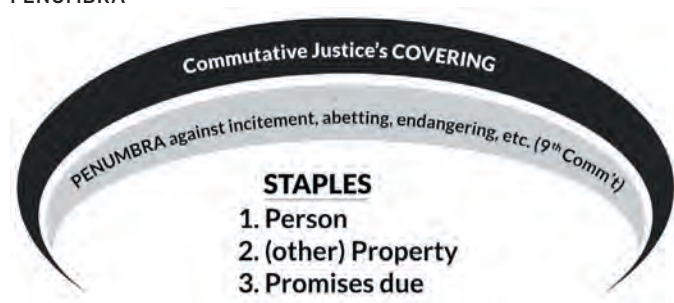 PENUMBRA
Commutative Justice's COVERING
PENUMBRA against incitement, abetting, endangering, etc. (9th Comm't)
STAPLES
1. Person
2. (other) Property
3. Promises due